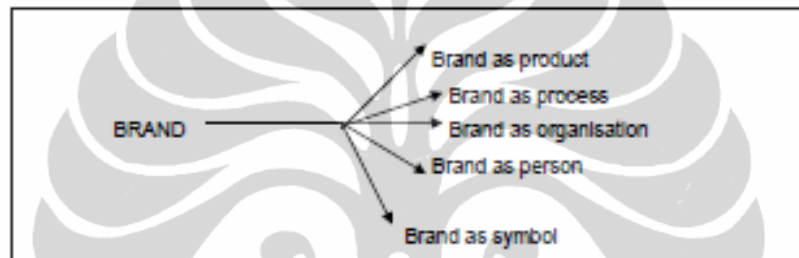 Brand as product
Brand as process
BRAND
Brand as organisation
Brand as person
Brand as symbol